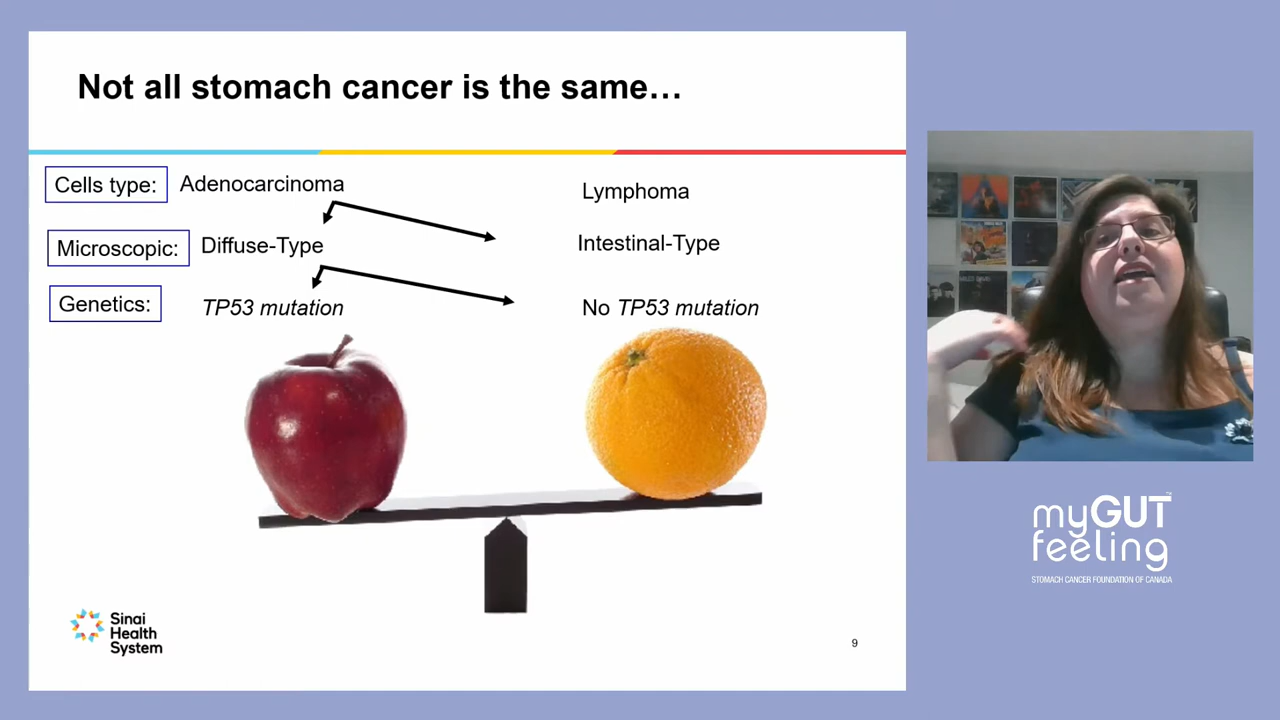 Not all stomach cancer is the same…
Cells type: Adenocarcinoma Lymphoma
Microscopic: Diffuse-Type Intestinal-Type
Genetics: TP53 mutation No TP53 mutation
Sinai
Health
System
9
myGUT
feeling
STOMACH CANCER FOUNDATION OF CANADA